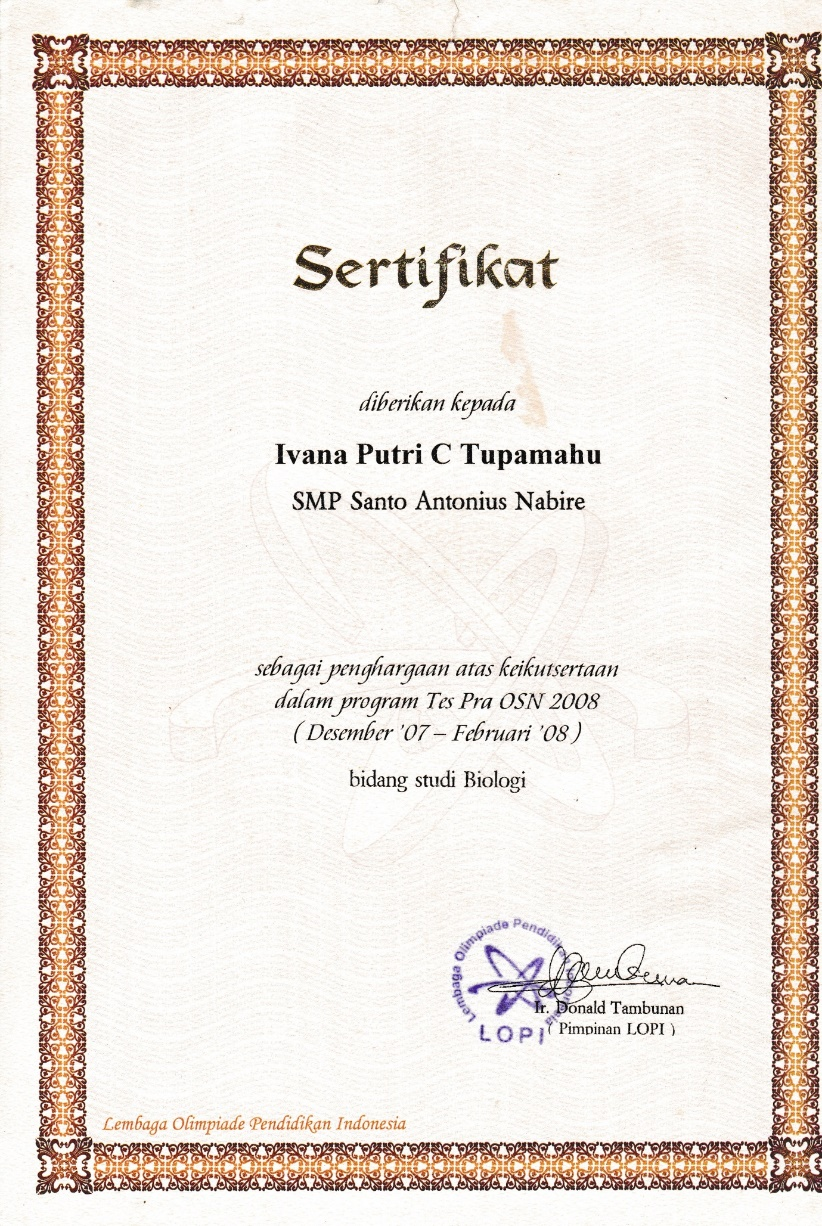 Sertifikat
diberikan kepada
Ivana Putri C Tupamahu
SMP Santo Antonius Nabire
sebagai penghargaan atas keikutsertaan
dalam program Tes Pra OSN 2008
( Desember '07 – Februari '08 )
bidang studi Biologi
Lembaga Olimpiade Pendidikan Indonesia
LOPI
Ir. Donald Tambunan
( Pimpinan LOPI )
Lembaga Olimpiade Pendidikan Indonesia